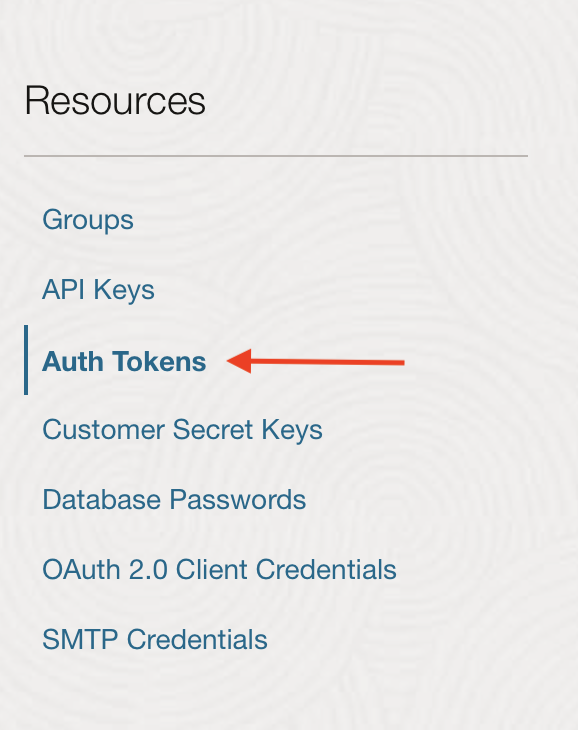 Resources
Groups
API Keys
Auth Tokens
Customer Secret Keys
Database Passwords
OAuth 2.0 Client Credentials
SMTP Credentials